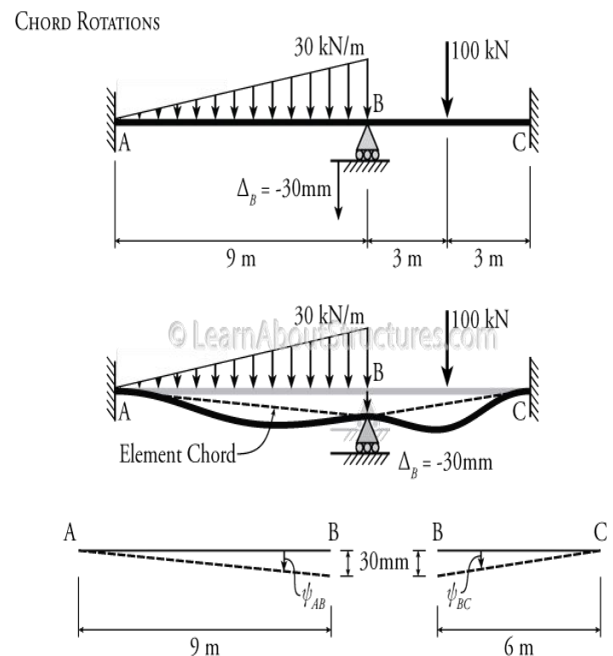 CHORD ROTATIONS
30 kN/m
100 kN
A
B
C
Δ_B = -30mm
9 m
3 m
3 m
© LearnAboutStructures.com
30 kN/m
100 kN
A
B
C
Element Chord
Δ_B = -30mm
A
B
B
C
30mm
ψ_AB
ψ_BC
9 m
6 m